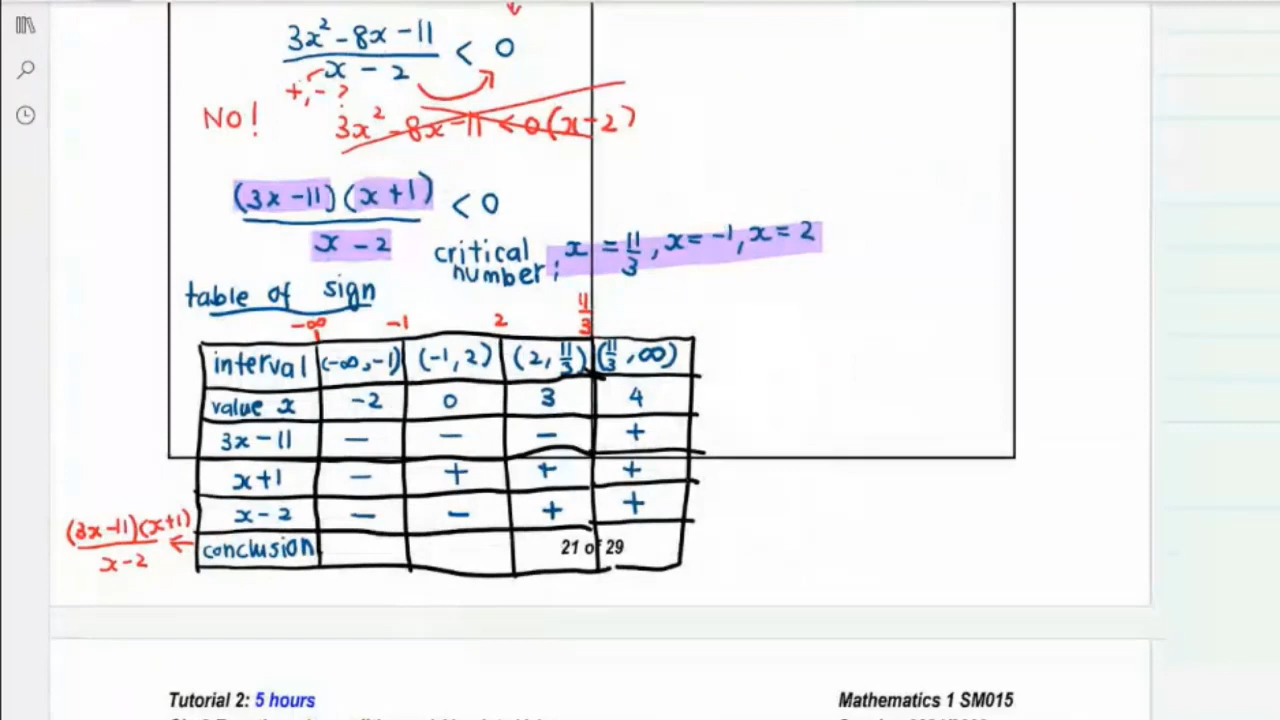 3x² - 8x - 11 / x - 2 < 0
+, - ?
NO! 3x² - 8x - 11 < 0(x - 2)
(3x - 11)(x + 1) / x - 2 < 0
critical number; x = 11/3, x = -1, x = 2
table of sign
-∞ -1 2 11/3
interval (-∞, -1) (-1, 2) (2, 11/3) (11/3, ∞)
value x -2 0 3 4
3x - 11 - - - +
x + 1 - + + +
x - 2 - - + +
(3x - 11)(x + 1) / x - 2 ← conclusion
21 of 29
Tutorial 2: 5 hours Mathematics 1 SM015